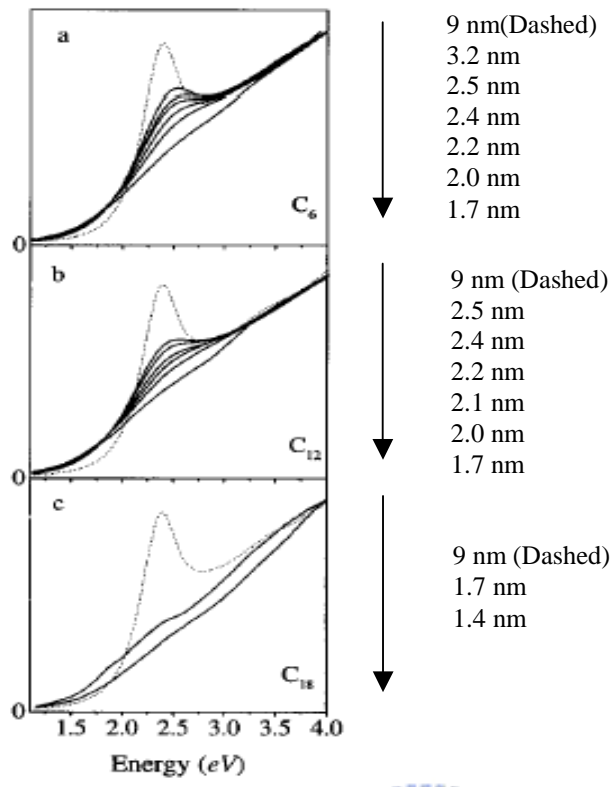 a
9 nm(Dashed)
3.2 nm
2.5 nm
2.4 nm
2.2 nm
2.0 nm
1.7 nm
C6
0
b
9 nm (Dashed)
2.5 nm
2.4 nm
2.2 nm
2.1 nm
2.0 nm
1.7 nm
C12
0
c
9 nm (Dashed)
1.7 nm
1.4 nm
C18
0
1.5 2.0 2.5 3.0 3.5 4.0
Energy (eV)